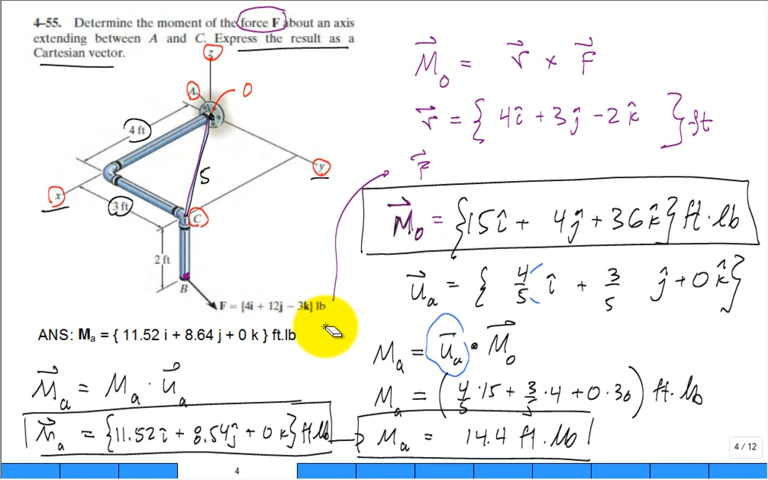 4–55. Determine the moment of the force F about an axis
extending between A and C. Express the result as a
Cartesian vector.
z
A
O
4 ft
5
y
x
3 ft
C
2 ft
B
F = {4i + 12j − 3k} lb
ANS: Mₐ = { 11.52 i + 8.64 j + 0 k } ft.lb
M⃗ₐ = Mₐ · u⃗ₐ
M⃗ₐ = {11.52î + 8.54ĵ + 0k̂} ft·lb
M⃗ₒ = r⃗ × F⃗
r⃗ = { 4î + 3ĵ − 2k̂ } ft
F⃗
M⃗ₒ = {15î + 4ĵ + 36k̂} ft·lb
u⃗ₐ = { 4/5 î + 3/5 ĵ + 0k̂ }
Mₐ = u⃗ₐ • M⃗ₒ
Mₐ = (4/5·15 + 3/5·4 + 0·36) ft·lb
Mₐ = 14.4 ft·lb
4 / 12
4